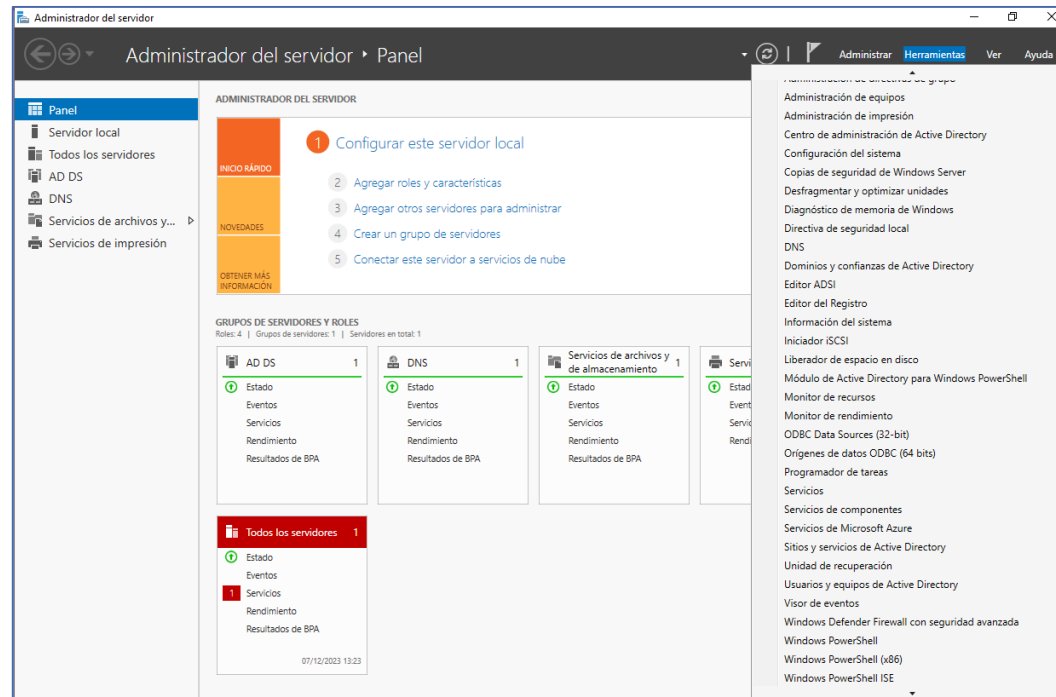 Administrador del servidor
Administrador del servidor • Panel
Administrar Herramientas Ver Ayuda
Panel
Servidor local
Todos los servidores
AD DS
DNS
Servicios de archivos y...
Servicios de impresión
ADMINISTRADOR DEL SERVIDOR
INICIO RÁPIDO
NOVEDADES
OBTENER MÁS
INFORMACIÓN
1 Configurar este servidor local
2 Agregar roles y características
3 Agregar otros servidores para administrar
4 Crear un grupo de servidores
5 Conectar este servidor a servicios de nube
GRUPOS DE SERVIDORES Y ROLES
Roles: 4 | Grupos de servidores: 1 | Servidores en total: 1
AD DS 1
Estado
Eventos
Servicios
Rendimiento
Resultados de BPA
DNS 1
Estado
Eventos
Servicios
Rendimiento
Resultados de BPA
Servicios de archivos y
de almacenamiento 1
Estado
Eventos
Servicios
Rendimiento
Resultados de BPA
Servi
Estad
Event
Servic
Rendi
Todos los servidores 1
Estado
Eventos
1 Servicios
Rendimiento
Resultados de BPA
07/12/2023 13:23
Administración de directivas de grupo
Administración de equipos
Administración de impresión
Centro de administración de Active Directory
Configuración del sistema
Copias de seguridad de Windows Server
Desfragmentar y optimizar unidades
Diagnóstico de memoria de Windows
Directiva de seguridad local
DNS
Dominios y confianzas de Active Directory
Editor ADSI
Editor del Registro
Información del sistema
Iniciador iSCSI
Liberador de espacio en disco
Módulo de Active Directory para Windows PowerShell
Monitor de recursos
Monitor de rendimiento
ODBC Data Sources (32-bit)
Orígenes de datos ODBC (64 bits)
Programador de tareas
Servicios
Servicios de componentes
Servicios de Microsoft Azure
Sitios y servicios de Active Directory
Unidad de recuperación
Usuarios y equipos de Active Directory
Visor de eventos
Windows Defender Firewall con seguridad avanzada
Windows PowerShell
Windows PowerShell (x86)
Windows PowerShell ISE